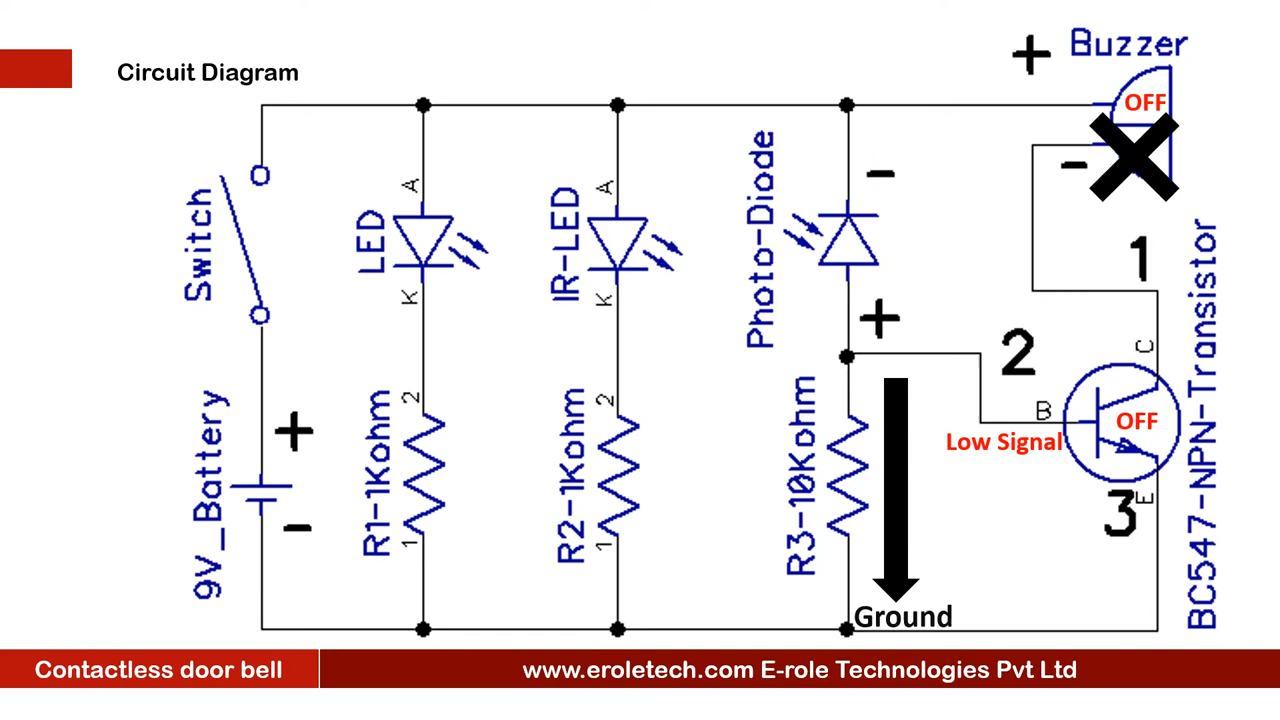 Circuit Diagram
+
Buzzer
OFF
-
Switch
A
LED
K
A
IR-LED
K
Photo-Diode
-
+
1
2
C
B
OFF
Low Signal
3
E
BC547-NPN-Transistor
9V_Battery
+
-
R1-1Kohm
2
1
R2-1Kohm
2
1
R3-10Kohm
Ground
Contactless door bell
www.eroletech.com E-role Technologies Pvt Ltd